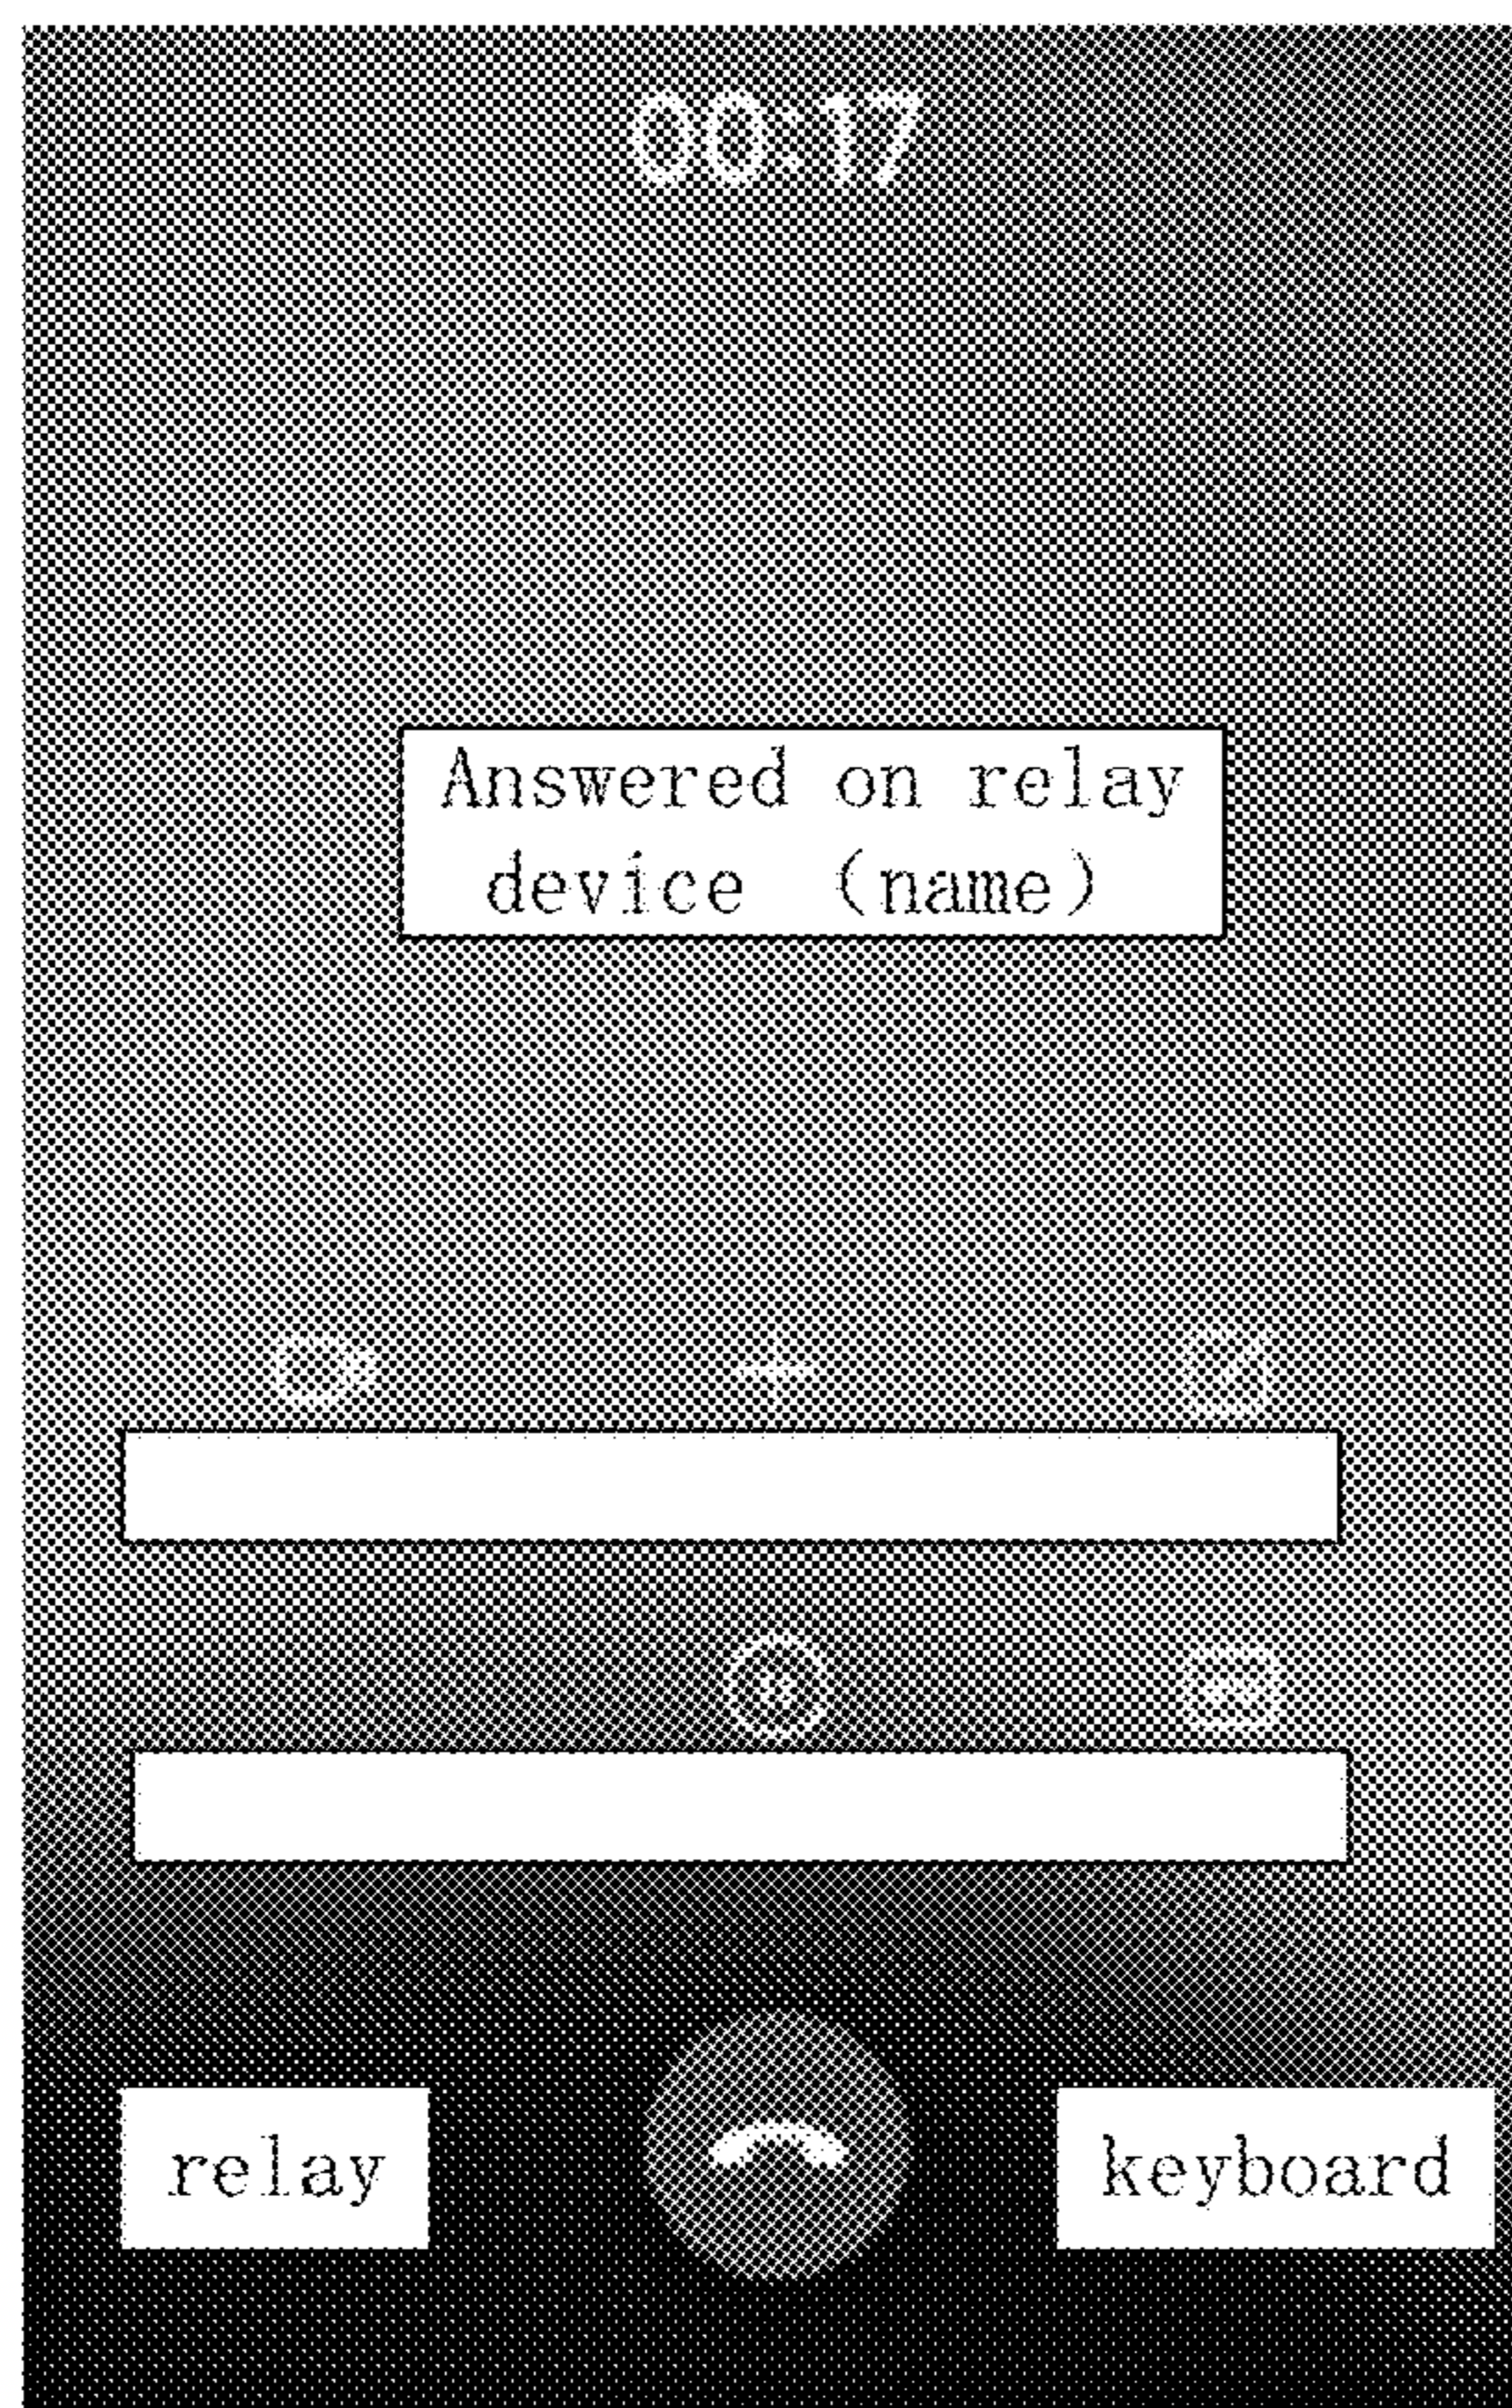 00:17
Answered on relay
device （name）
relay
keyboard